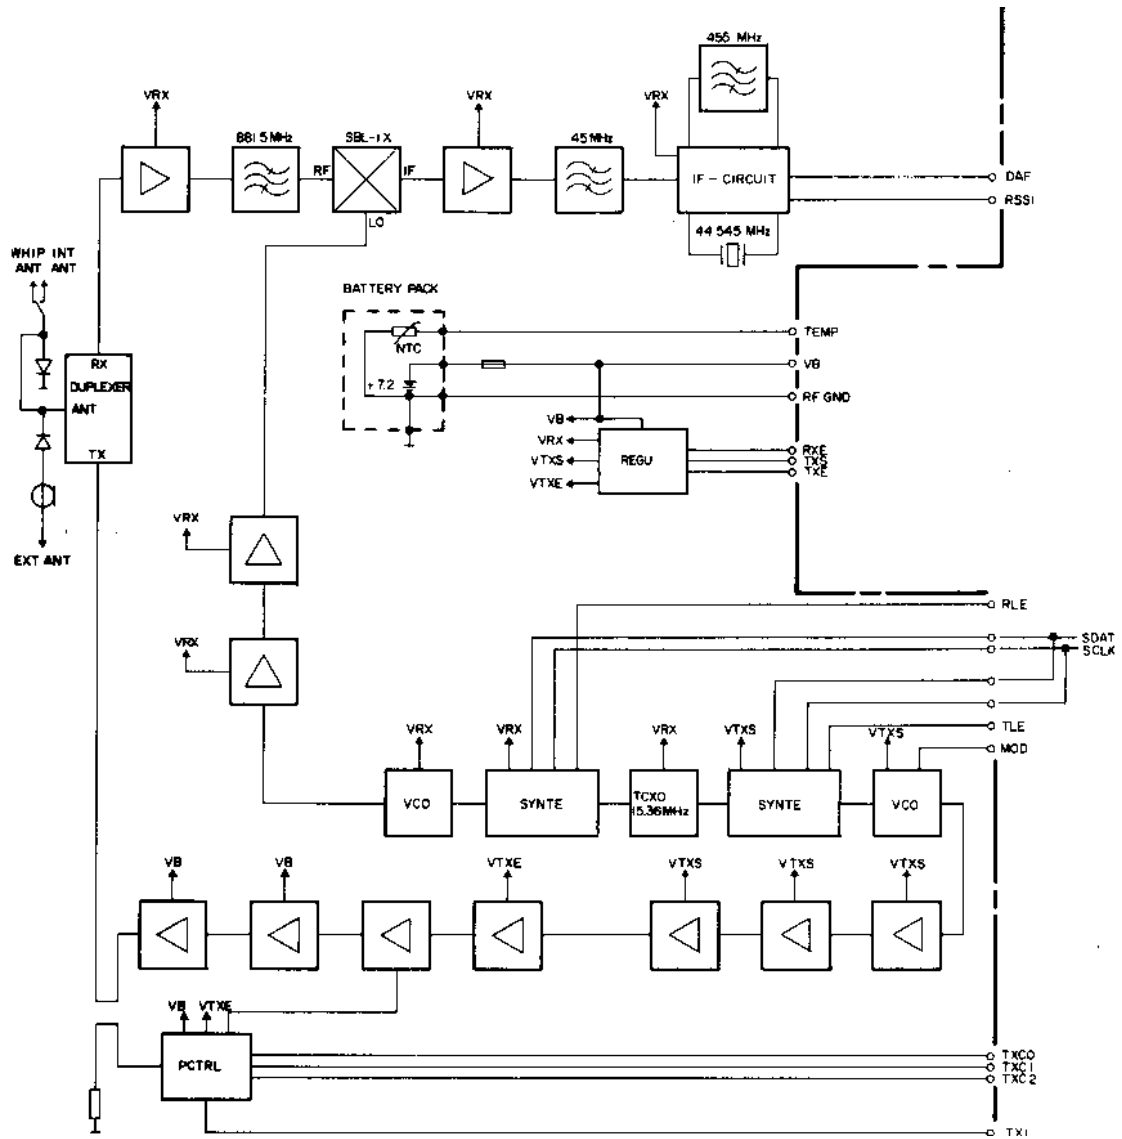 455 MHz
VRX
VRX
VRX
881.5 MHz
SBL-1X
45 MHz
RF
IF
LO
IF - CIRCUIT
DAF
RSSI
44 545 MHz
WHIP INT
ANT ANT
BATTERY PACK
NTC
TEMP
+ 7.2
VB
RF GND
RX
DUPLEXER
ANT
TX
VB
VRX
VTXS
VTXE
REGU
RXE
TXS
TXE
EXT ANT
VRX
VRX
RLE
SDAT
SCLK
TLE
MOD
VRX
VRX
VRX
VTXS
VTXS
VCO
SYNTE
TCXO
15.36MHz
SYNTE
VCO
VB
VB
VTXE
VTXS
VTXS
VTXS
VB
VTXE
PCTRL
TXC0
TXC1
TXC2